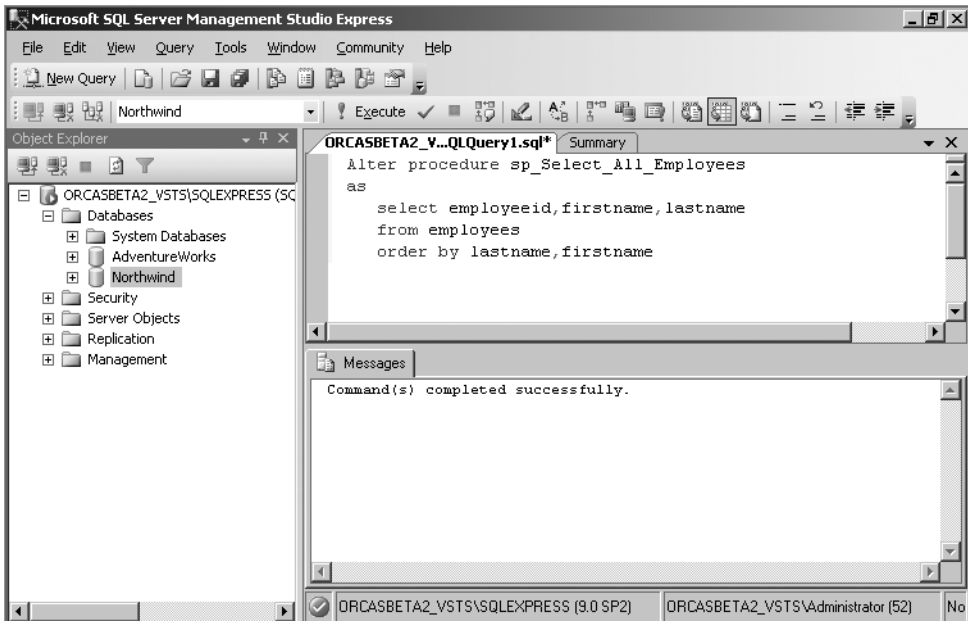 Microsoft SQL Server Management Studio Express
File Edit View Query Tools Window Community Help
New Query
Northwind
Execute
Object Explorer
ORCASBETA2_V...QLQuery1.sql* Summary
ORCASBETA2_VSTS\SQLEXPRESS (SQ
Databases
System Databases
AdventureWorks
Northwind
Security
Server Objects
Replication
Management
Alter procedure sp_Select_All_Employees
as
select employeeid,firstname,lastname
from employees
order by lastname,firstname
Messages
Command(s) completed successfully.
ORCASBETA2_VSTS\SQLEXPRESS (9.0 SP2) ORCASBETA2_VSTS\Administrator (52) No